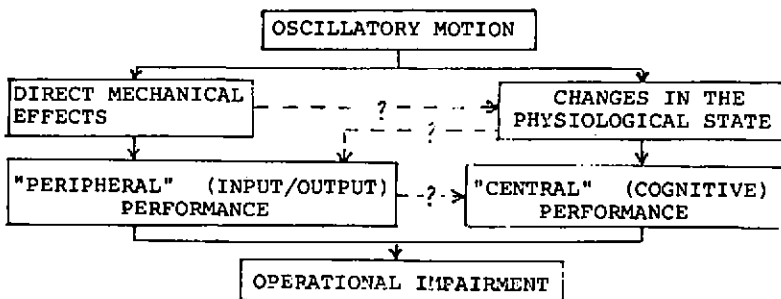 OSCILLATORY MOTION
DIRECT MECHANICAL
EFFECTS
?
CHANGES IN THE
PHYSIOLOGICAL STATE
?
"PERIPHERAL" (INPUT/OUTPUT)
PERFORMANCE
?
"CENTRAL" (COGNITIVE)
PERFORMANCE
OPERATIONAL IMPAIRMENT